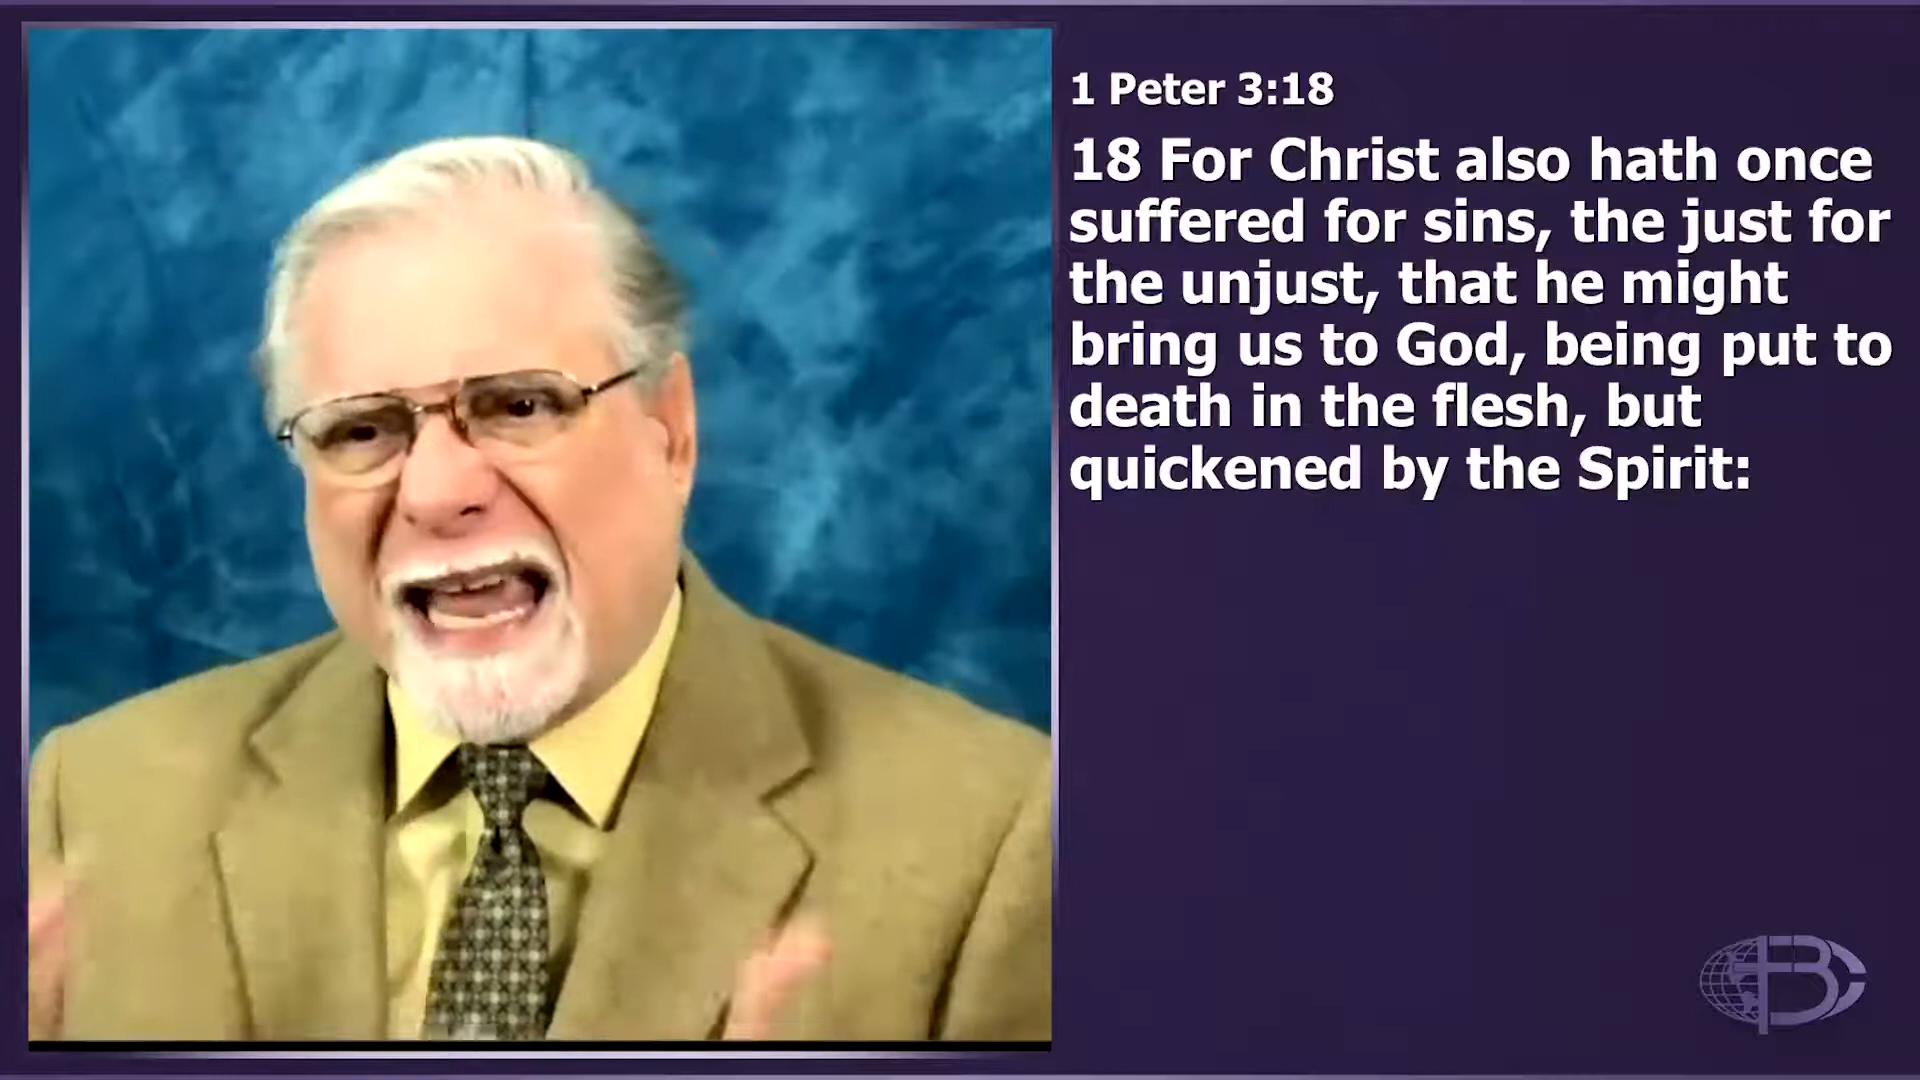 1 Peter 3:18
18 For Christ also hath once
suffered for sins, the just for
the unjust, that he might
bring us to God, being put to
death in the flesh, but
quickened by the Spirit: